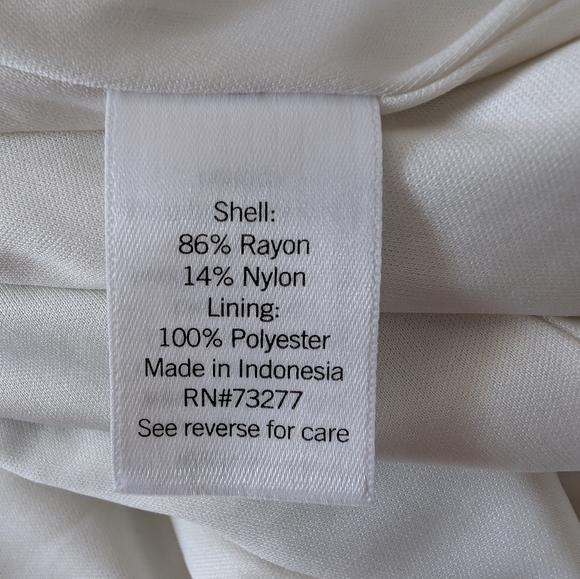 Shell:
86% Rayon
14% Nylon
Lining:
100% Polyester
Made in Indonesia
RN#73277
See reverse for care